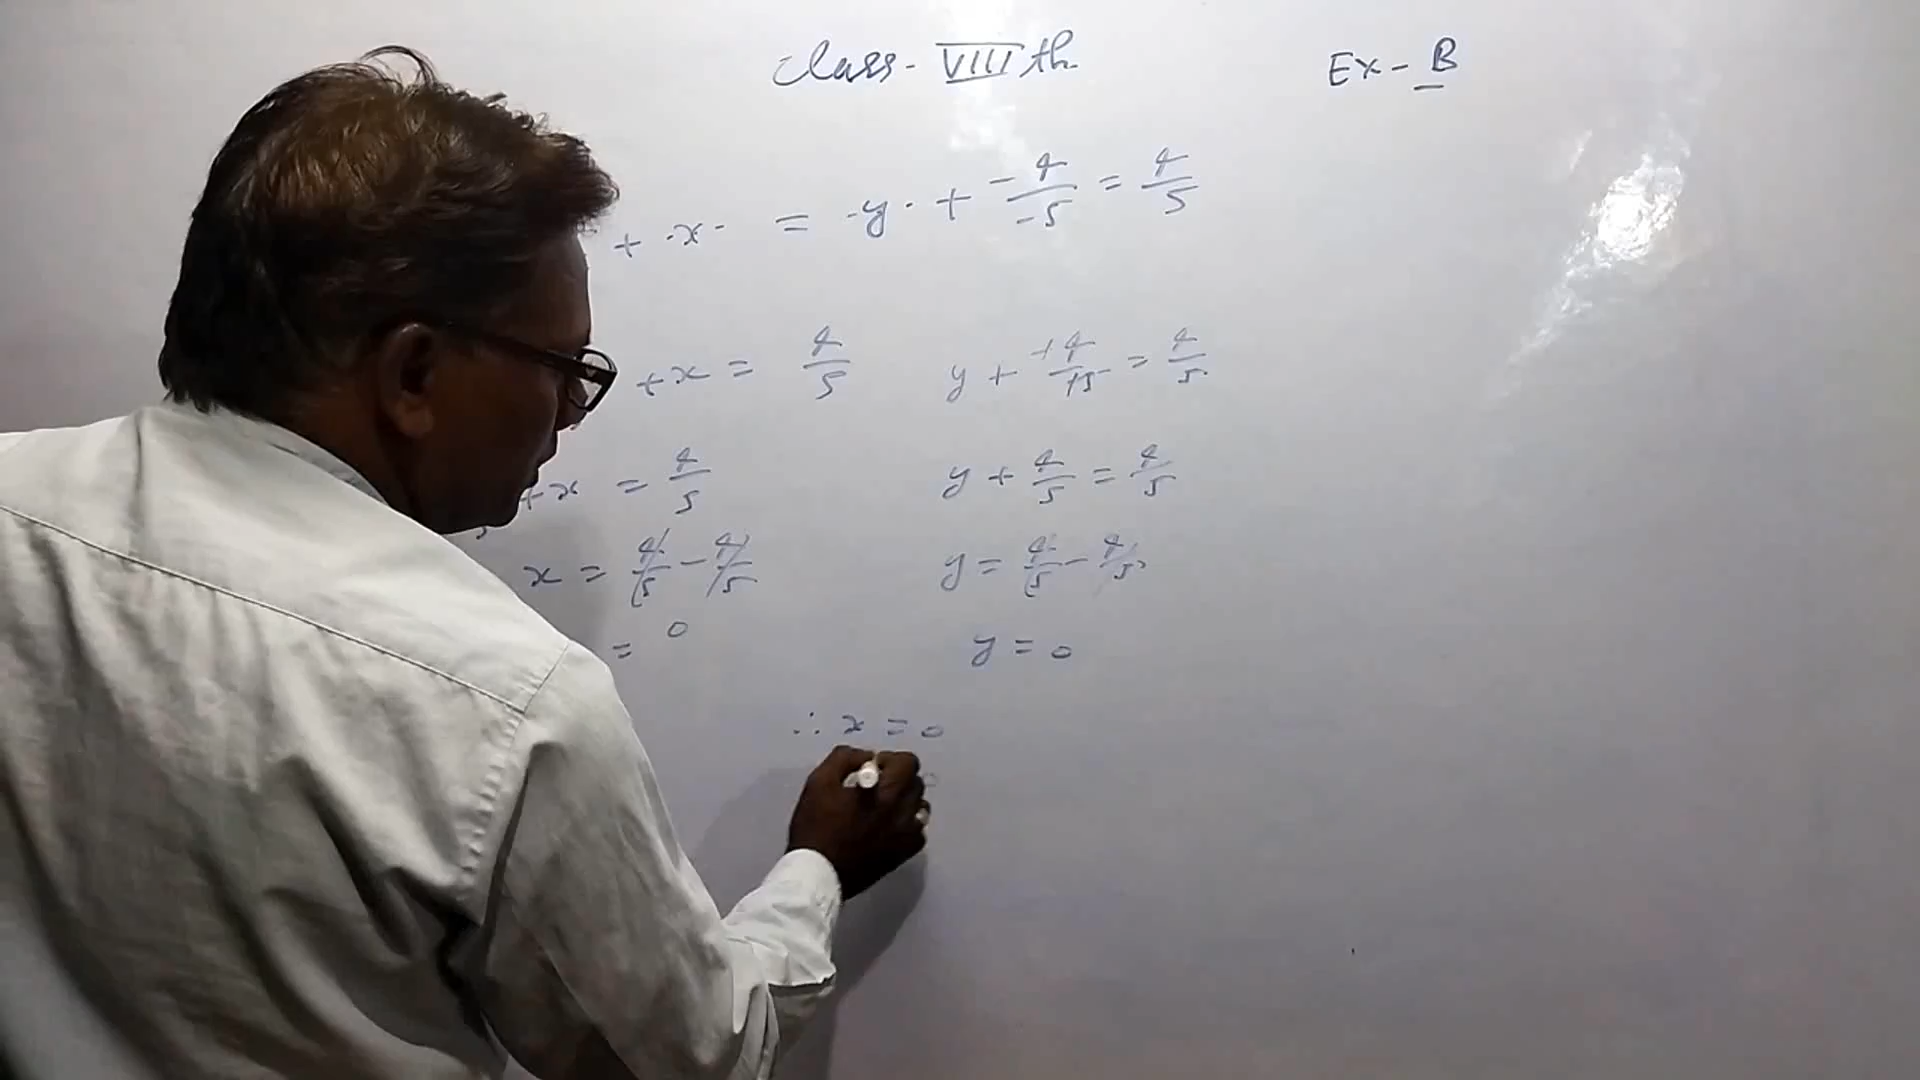 Class - VIII th
Ex - B
+ x = y + -4/-5 = 4/5
+ x = 4/5
y + +4/+5 = 4/5
+x = 4/5
y + 4/5 = 4/5
x = 4/5 - 4/5
y = 4/5 - 4/5
= 0
y = 0
∴ x = 0